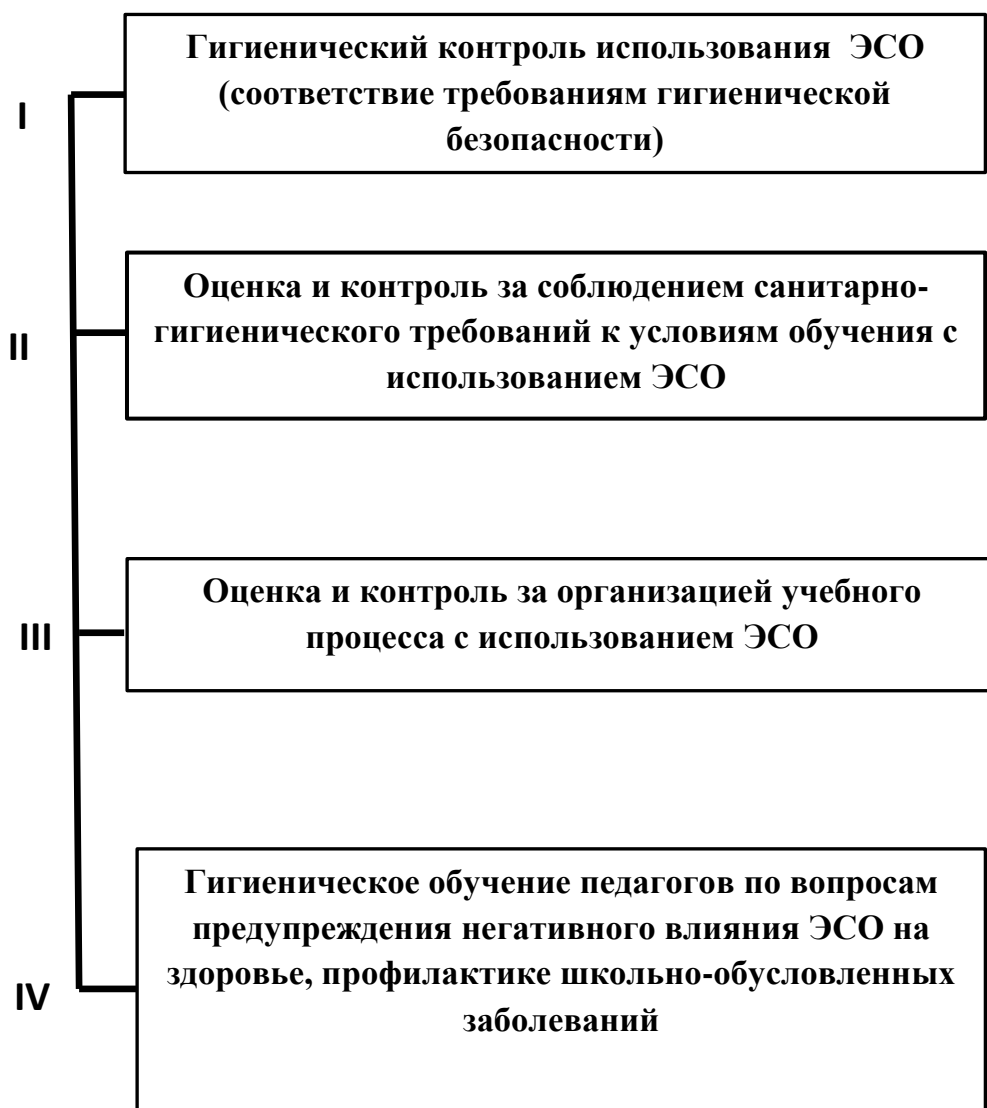 I
Гигиенический контроль использования ЭСО
(соответствие требованиям гигиенической
безопасности)
II
Оценка и контроль за соблюдением санитарно-
гигиенического требований к условиям обучения с
использованием ЭСО
III
Оценка и контроль за организацией учебного
процесса с использованием ЭСО
IV
Гигиеническое обучение педагогов по вопросам
предупреждения негативного влияния ЭСО на
здоровье, профилактике школьно-обусловленных
заболеваний